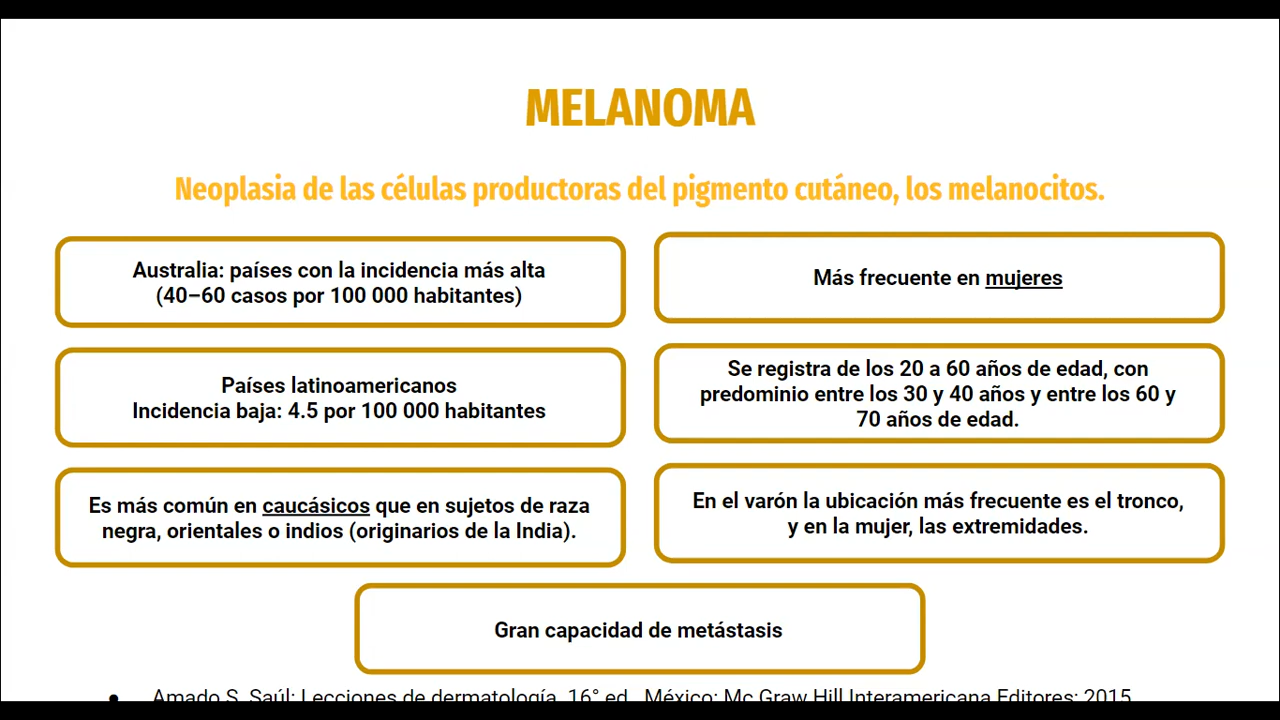 MELANOMA
Neoplasia de las células productoras del pigmento cutáneo, los melanocitos.
Australia: países con la incidencia más alta
(40–60 casos por 100 000 habitantes)
Más frecuente en mujeres
Países latinoamericanos
Incidencia baja: 4.5 por 100 000 habitantes
Se registra de los 20 a 60 años de edad, con
predominio entre los 30 y 40 años y entre los 60 y
70 años de edad.
Es más común en caucásicos que en sujetos de raza
negra, orientales o indios (originarios de la India).
En el varón la ubicación más frecuente es el tronco,
y en la mujer, las extremidades.
Gran capacidad de metástasis
● Amado S. Saúl; Lecciones de dermatología. 16° ed., México: Mc Graw Hill Interamericana Editores; 2015